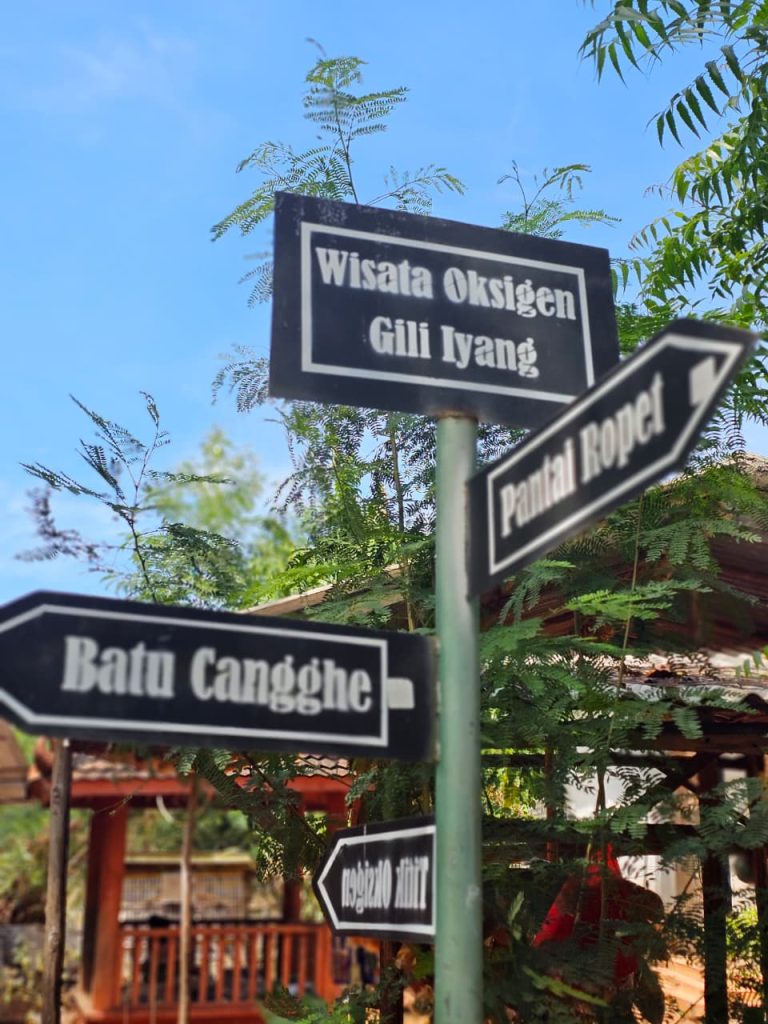 Wisata Oksigen
Gili Iyang
Pantai Ropet
Batu Cangghe
Titik Oksigen